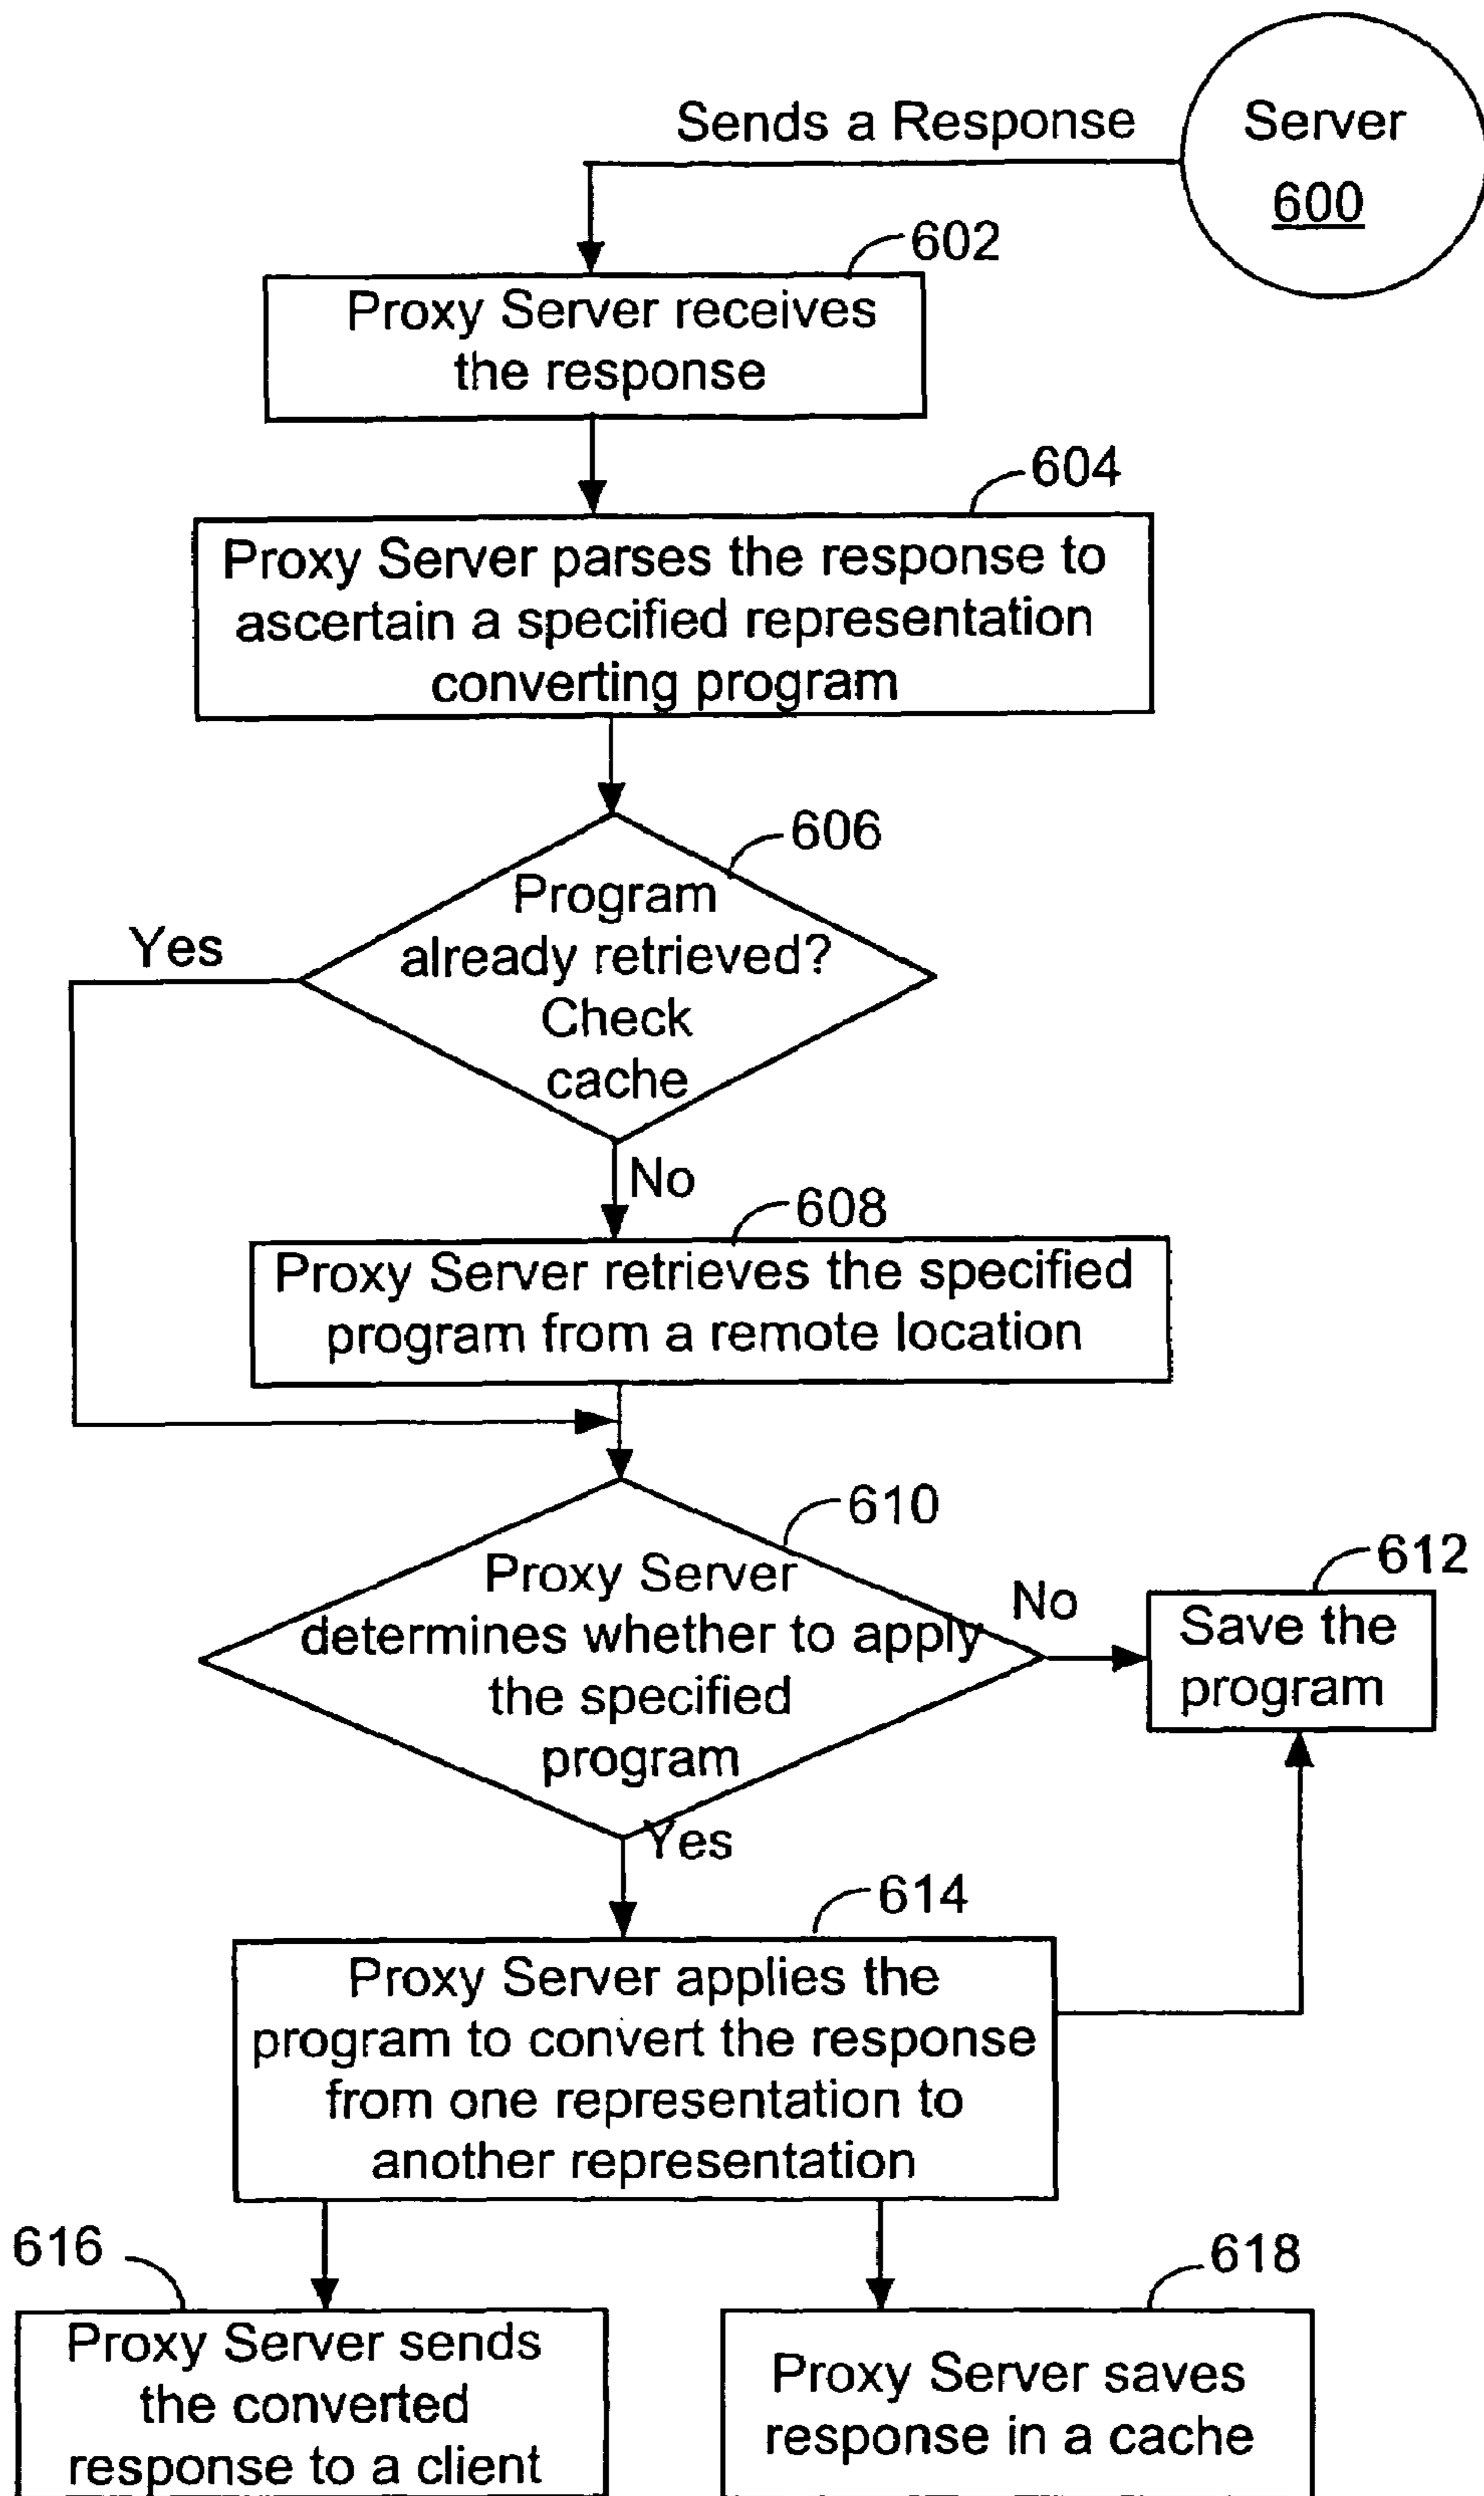 Sends a Response
Server
600
602
Proxy Server receives
the response
604
Proxy Server parses the response to
ascertain a specified representation
converting program
606
Program
already retrieved?
Check
cache
Yes
No
608
Proxy Server retrieves the specified
program from a remote location
610
Proxy Server
determines whether to apply
the specified
program
No
612
Save the
program
Yes
614
Proxy Server applies the
program to convert the response
from one representation to
another representation
616
Proxy Server sends
the converted
response to a client
618
Proxy Server saves
response in a cache